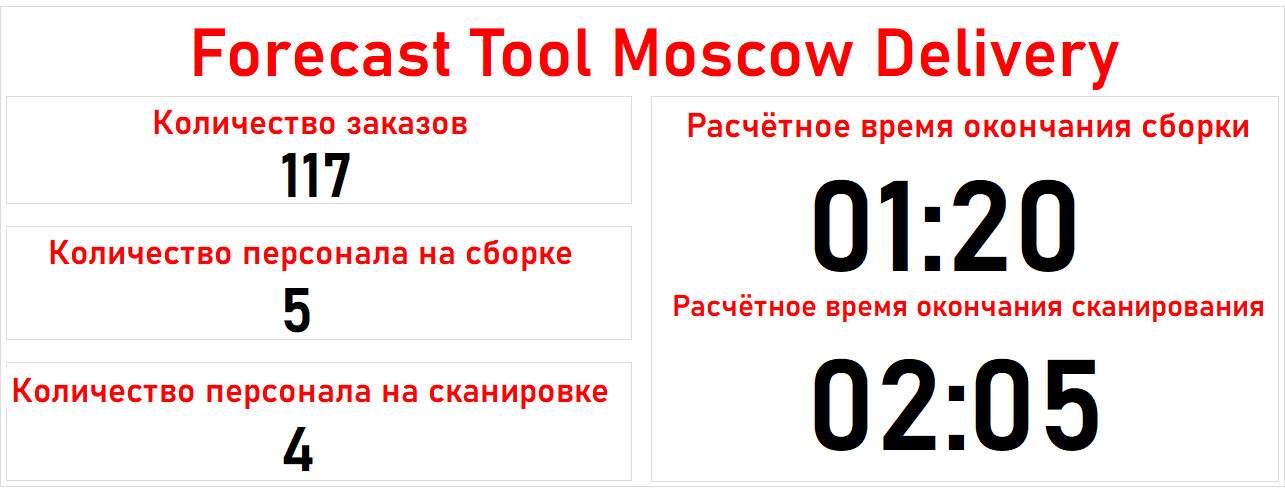 Forecast Tool Moscow Delivery
Количество заказов
117
Количество персонала на сборке
5
Количество персонала на сканировке
4
Расчётное время окончания сборки
01:20
Расчётное время окончания сканирования
02:05